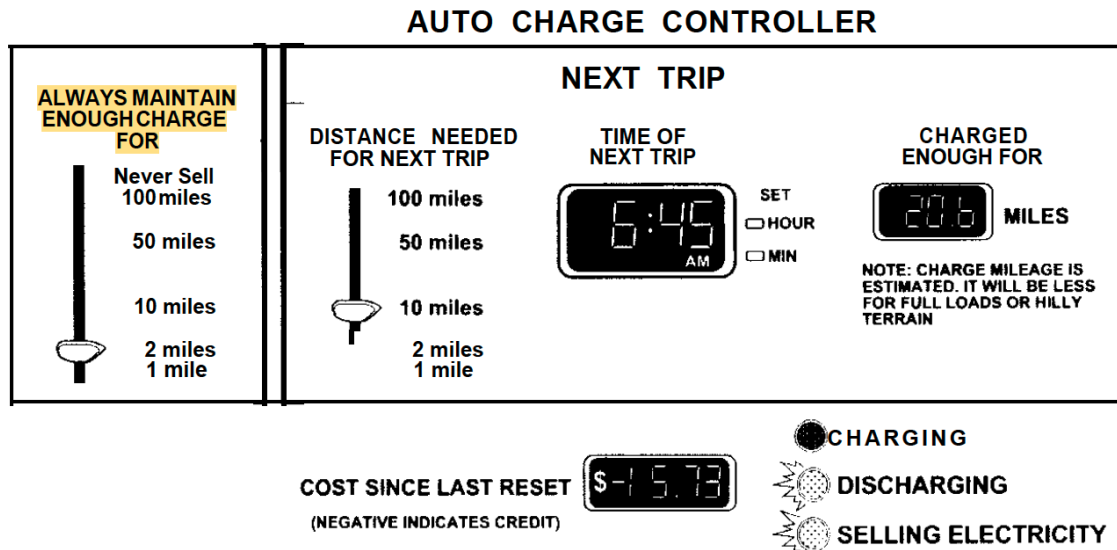 AUTO CHARGE CONTROLLER
ALWAYS MAINTAIN
ENOUGH CHARGE
FOR
Never Sell
100 miles
50 miles
10 miles
2 miles
1 mile
NEXT TRIP
DISTANCE NEEDED
FOR NEXT TRIP
100 miles
50 miles
10 miles
2 miles
1 mile
TIME OF
NEXT TRIP
6:45
AM
SET
HOUR
MIN
CHARGED
ENOUGH FOR
20.6 MILES
NOTE: CHARGE MILEAGE IS
ESTIMATED. IT WILL BE LESS
FOR FULL LOADS OR HILLY
TERRAIN
COST SINCE LAST RESET
(NEGATIVE INDICATES CREDIT)
$-15.73
CHARGING
DISCHARGING
SELLING ELECTRICITY